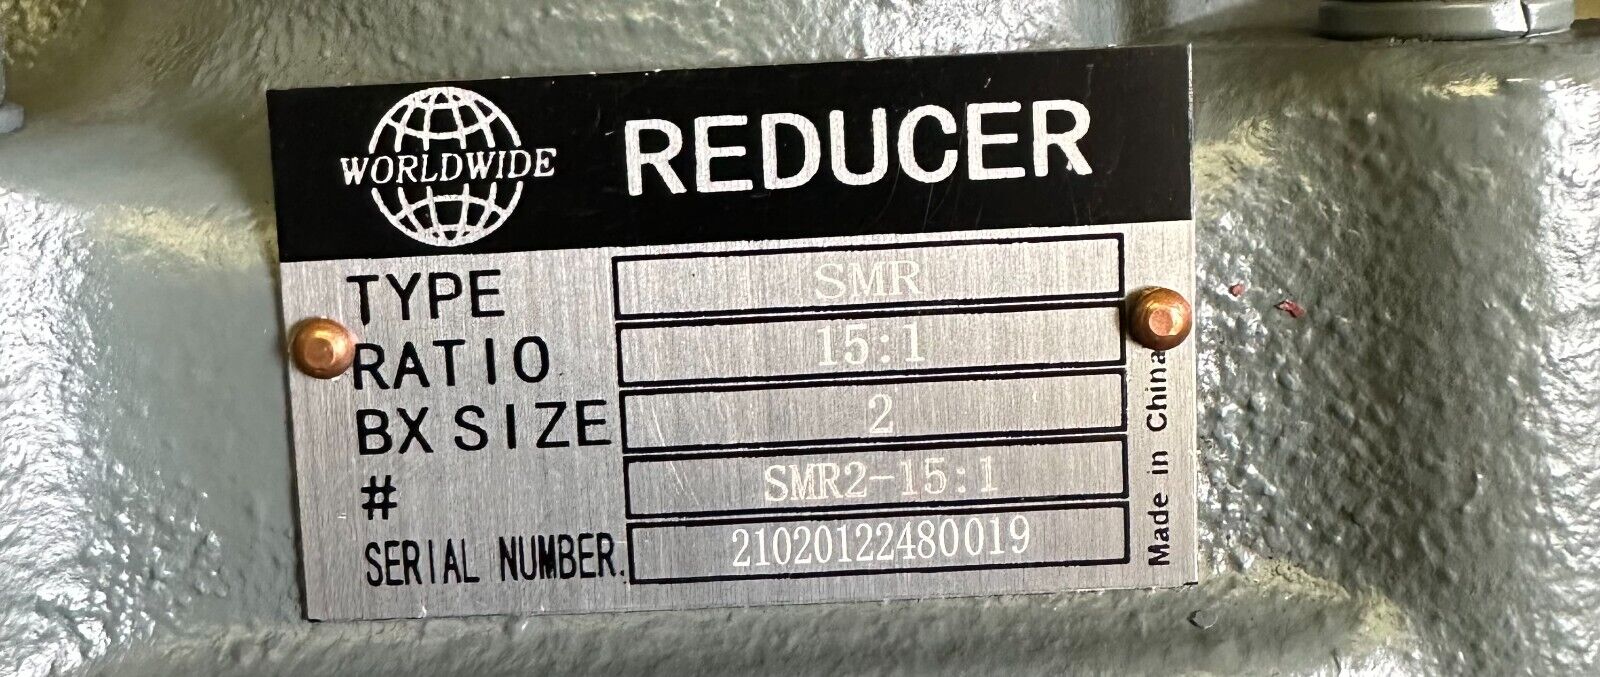 WORLDWIDE REDUCER
TYPE SMR
RATIO 15:1
BX SIZE 2
# SMR2-15:1
SERIAL NUMBER. 21020122480019
Made in China